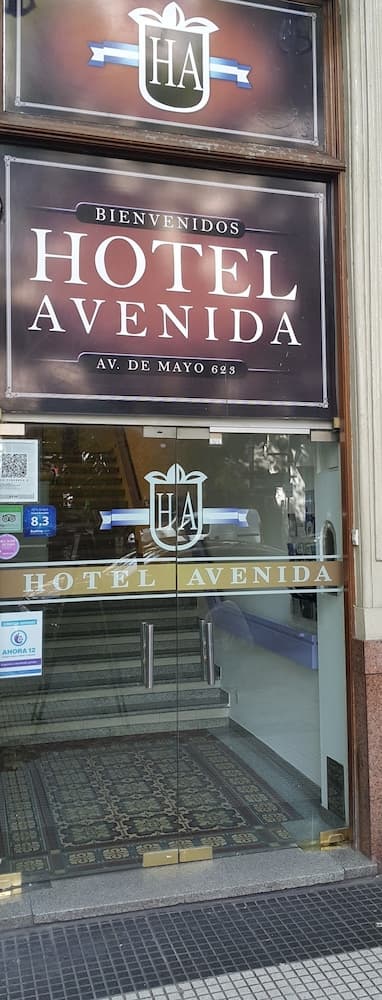 HA
BIENVENIDOS
HOTEL
AVENIDA
AV. DE MAYO 623
HA
8.3
HOTEL AVENIDA
AHORA 12